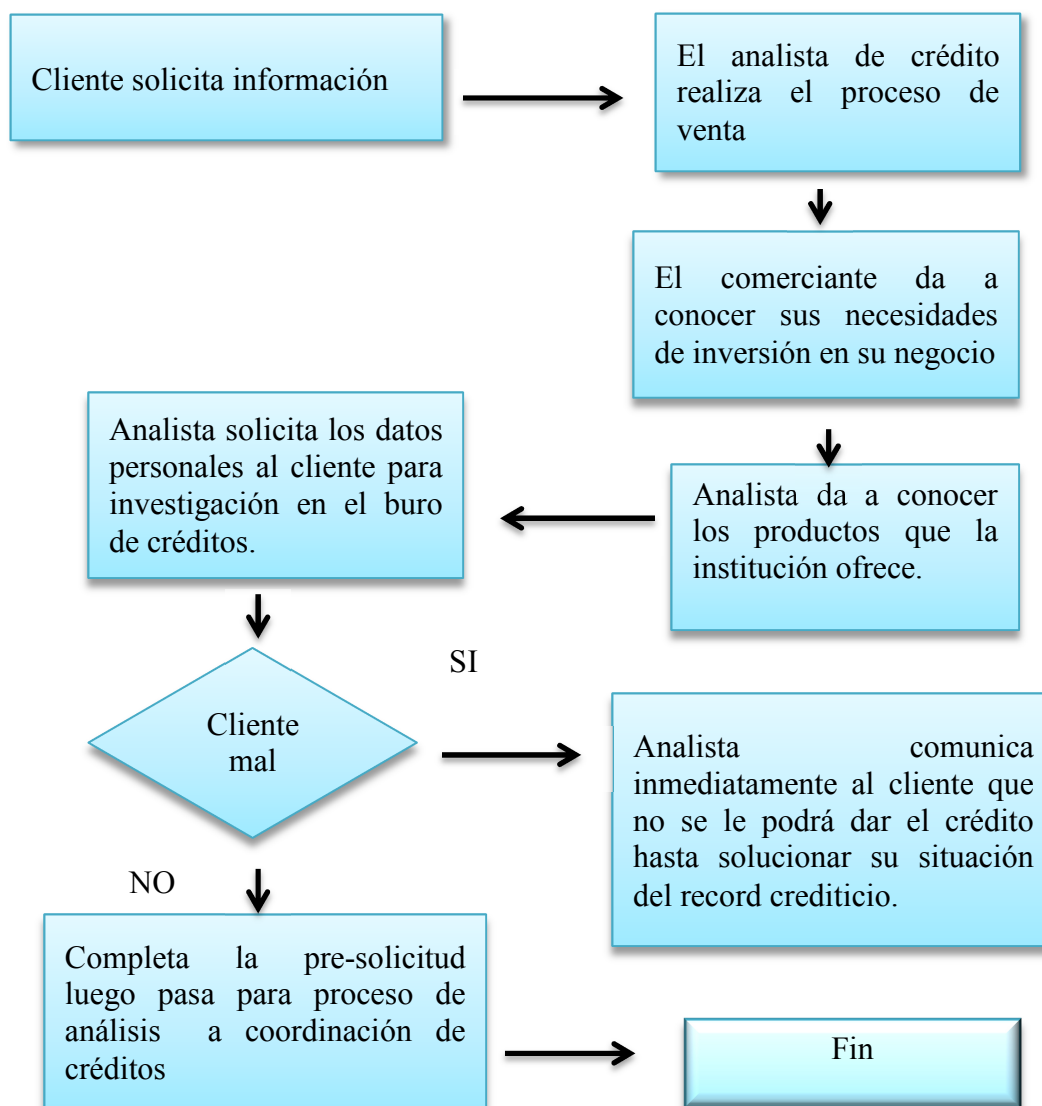 Cliente solicita información
El analista de crédito
realiza el proceso de
venta
El comerciante da a
conocer sus necesidades
de inversión en su negocio
Analista da a conocer
los productos que la
institución ofrece.
Analista solicita los datos
personales al cliente para
investigación en el buro
de créditos.
Cliente
mal
SI
Analista comunica
inmediatamente al cliente que
no se le podrá dar el crédito
hasta solucionar su situación
del record crediticio.
NO
Completa la pre-solicitud
luego pasa para proceso de
análisis a coordinación de
créditos
Fin